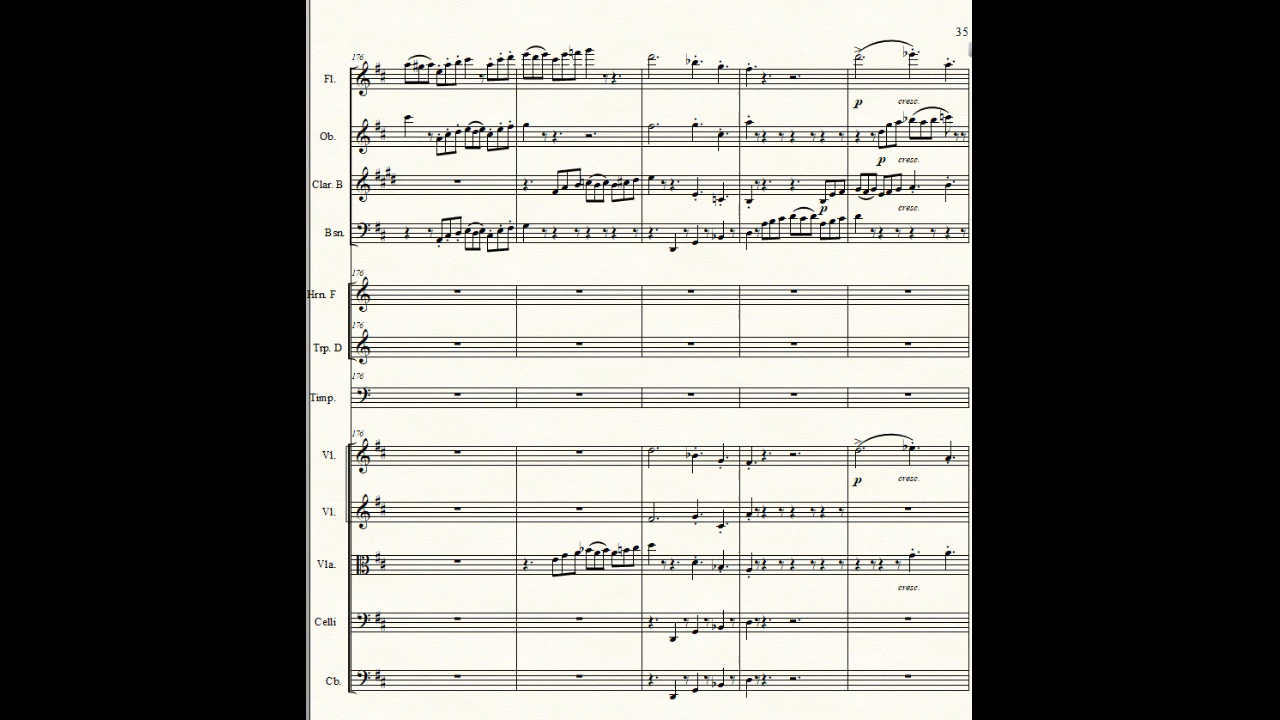 35
176
Fl.
p cresc.
Ob.
p cresc.
Clar. B
p cresc.
Bsn.
176
Hrn. F
176
Trp. D
176
Timp.
176
Vl.
p cresc.
Vl.
Vla.
cresc.
Celli
Cb.